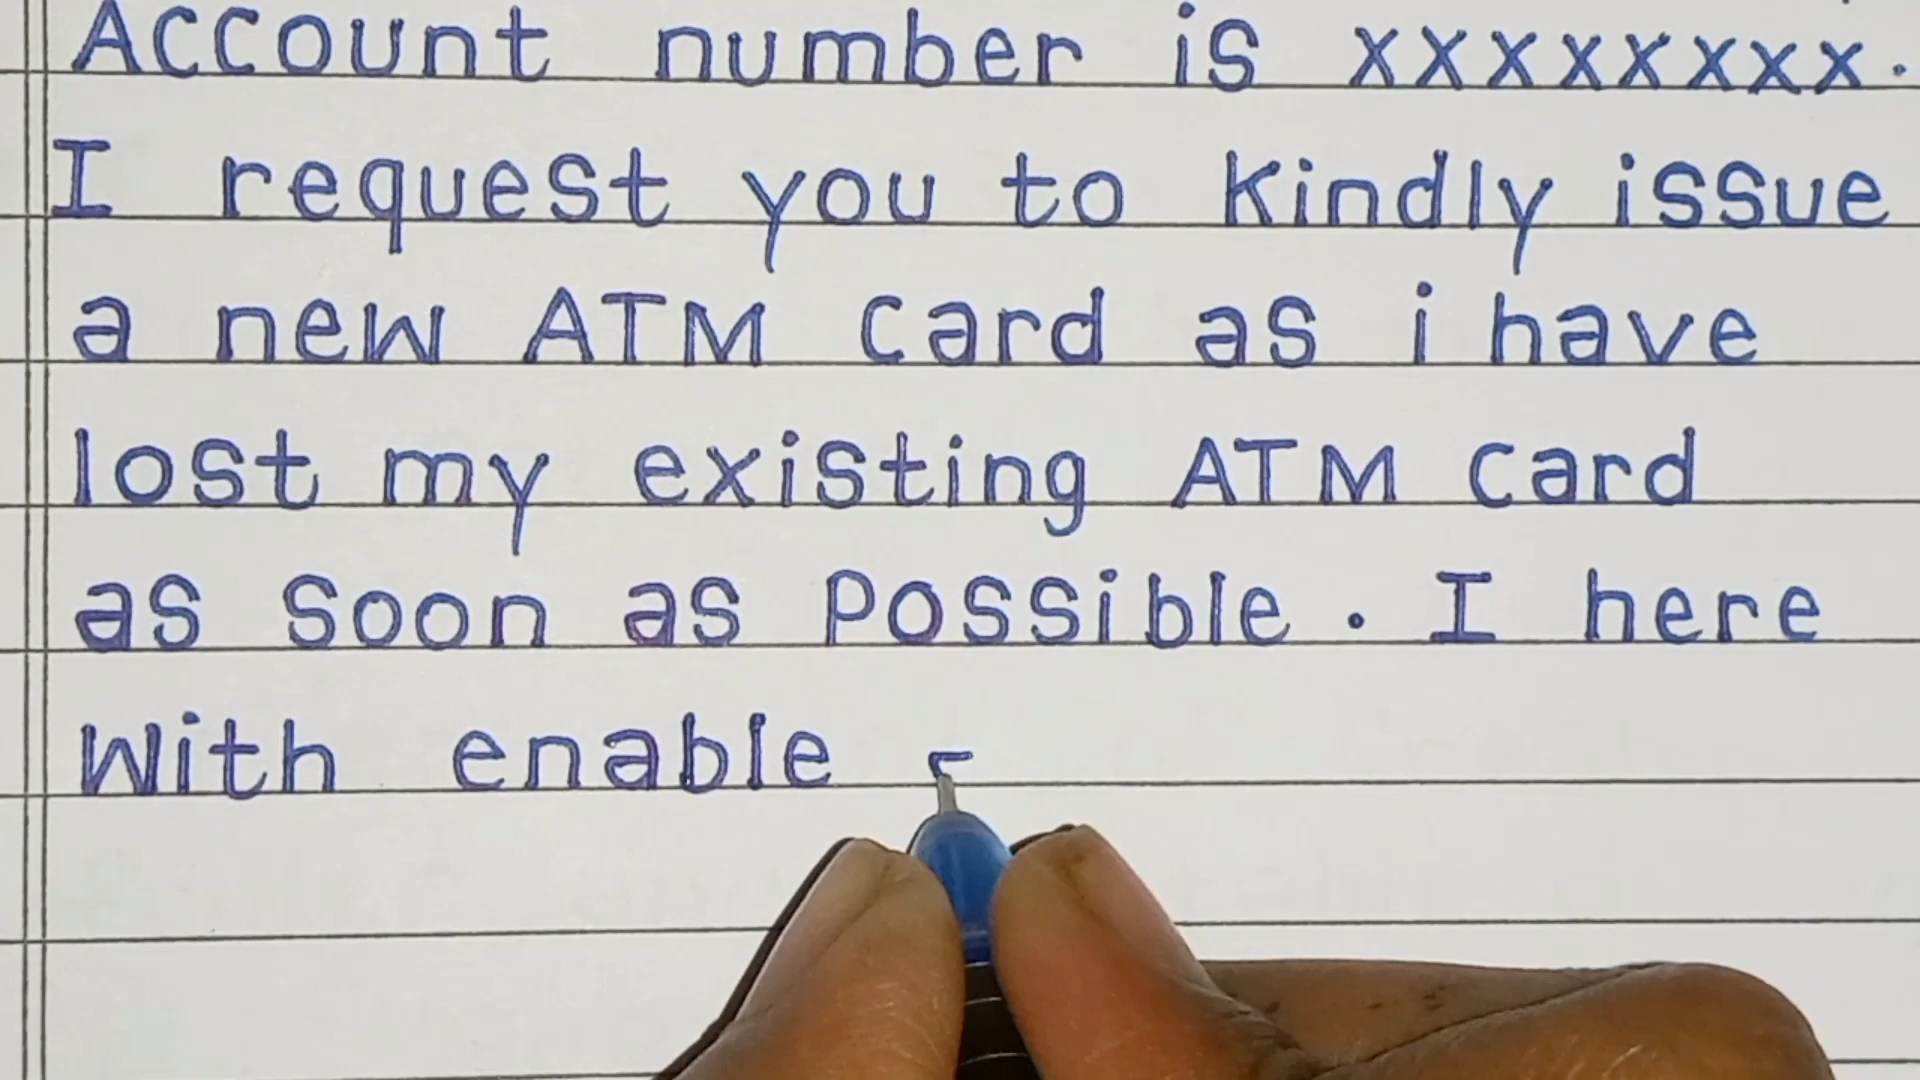 Account number is xxxxxxxx.
I request you to kindly issue
a new ATM card as i have
lost my existing ATM card
as soon as possible. I here
with enable